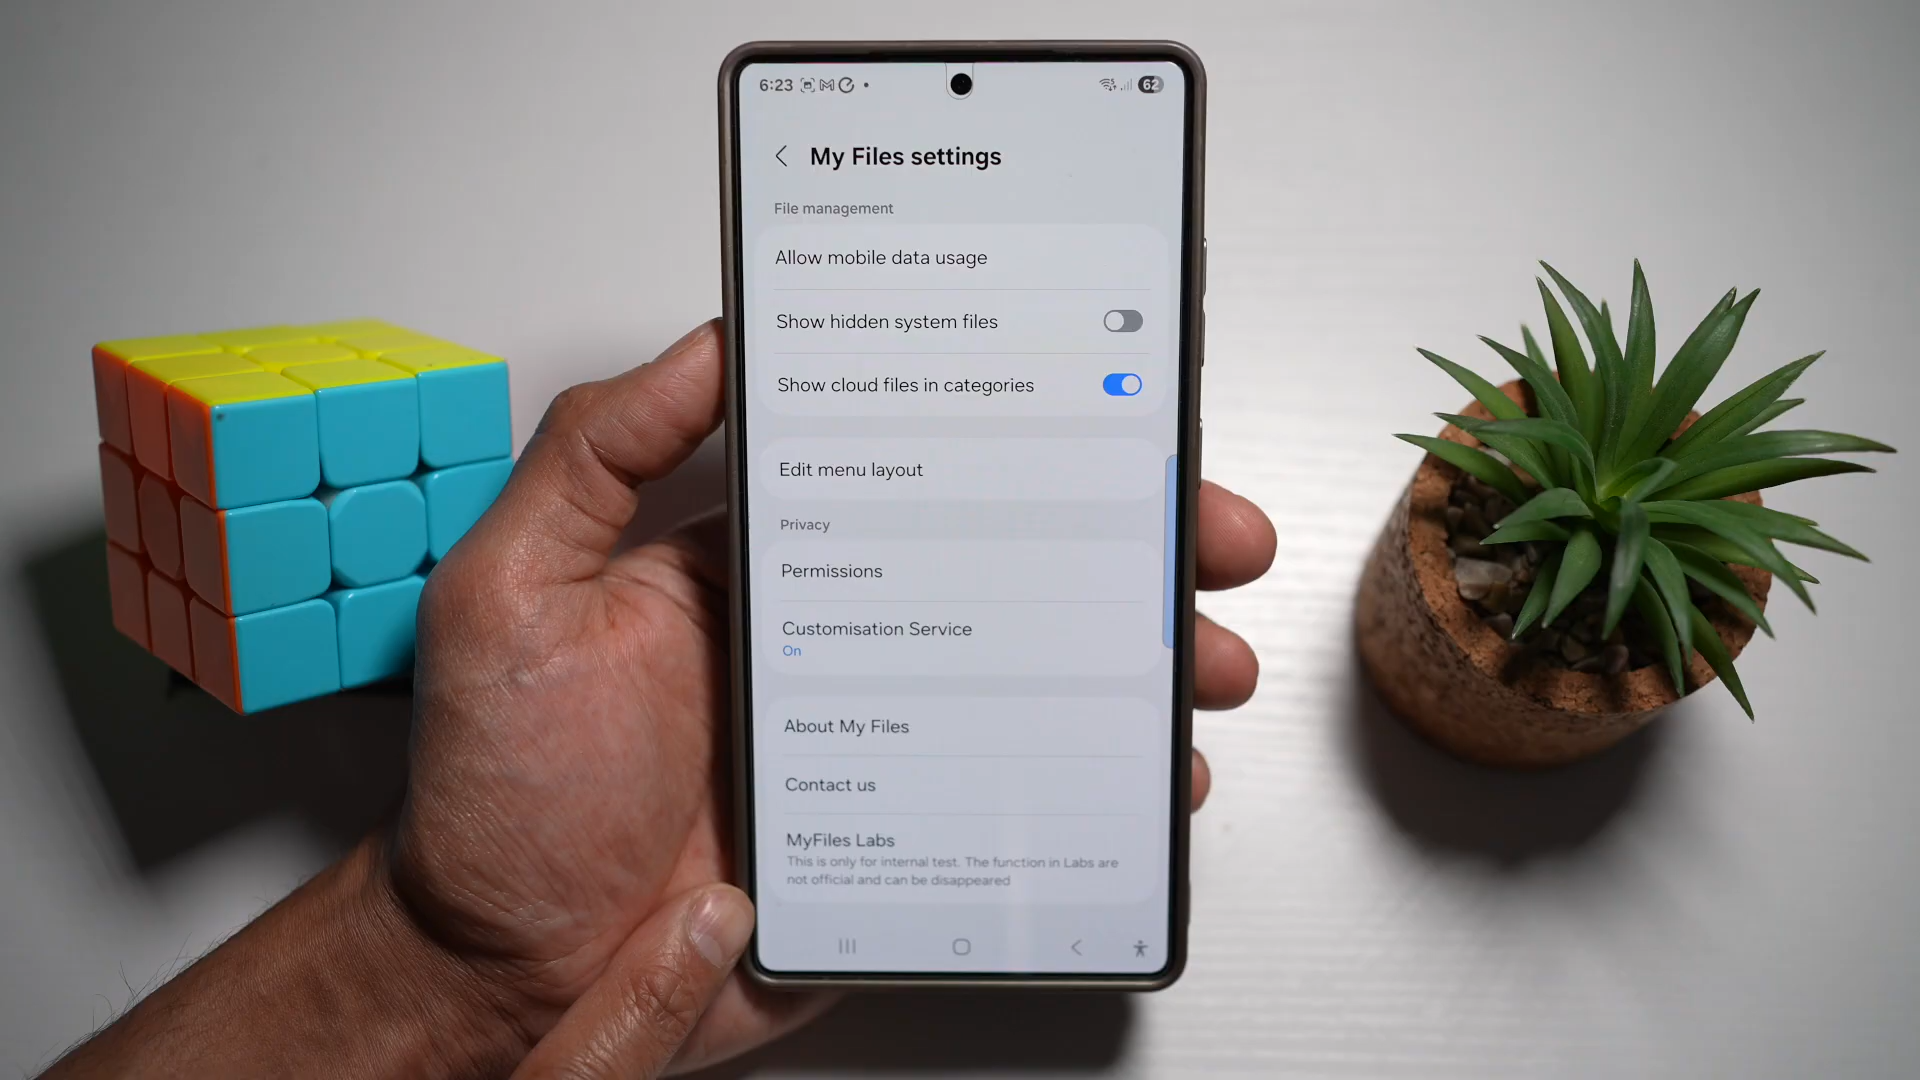 6:23
62
My Files settings
File management
Allow mobile data usage
Show hidden system files
Show cloud files in categories
Edit menu layout
Privacy
Permissions
Customisation Service
On
About My Files
Contact us
MyFiles Labs
This is only for internal test. The function in Labs are
not official and can be disappeared